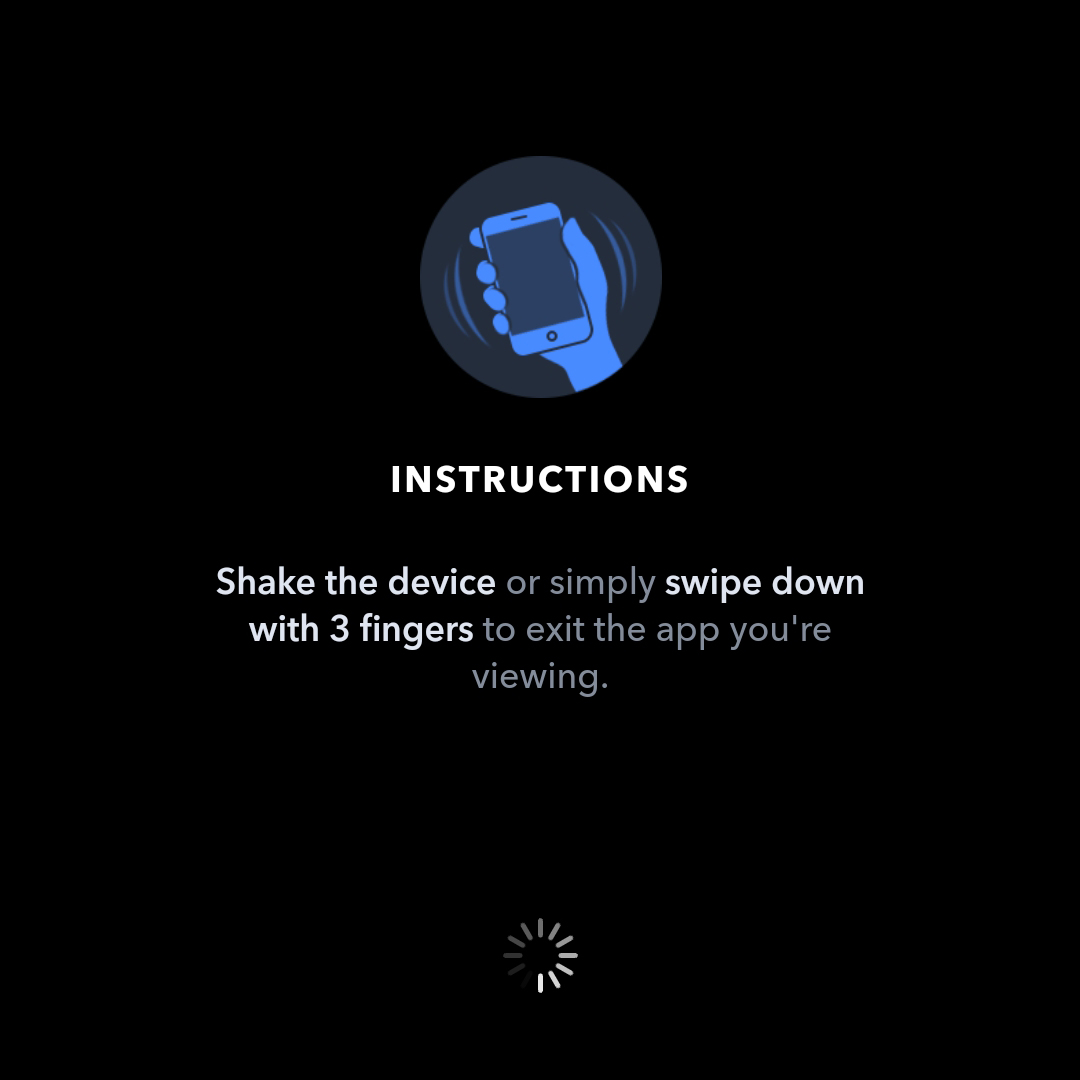 INSTRUCTIONS
Shake the device or simply swipe down
with 3 fingers to exit the app you're
viewing.